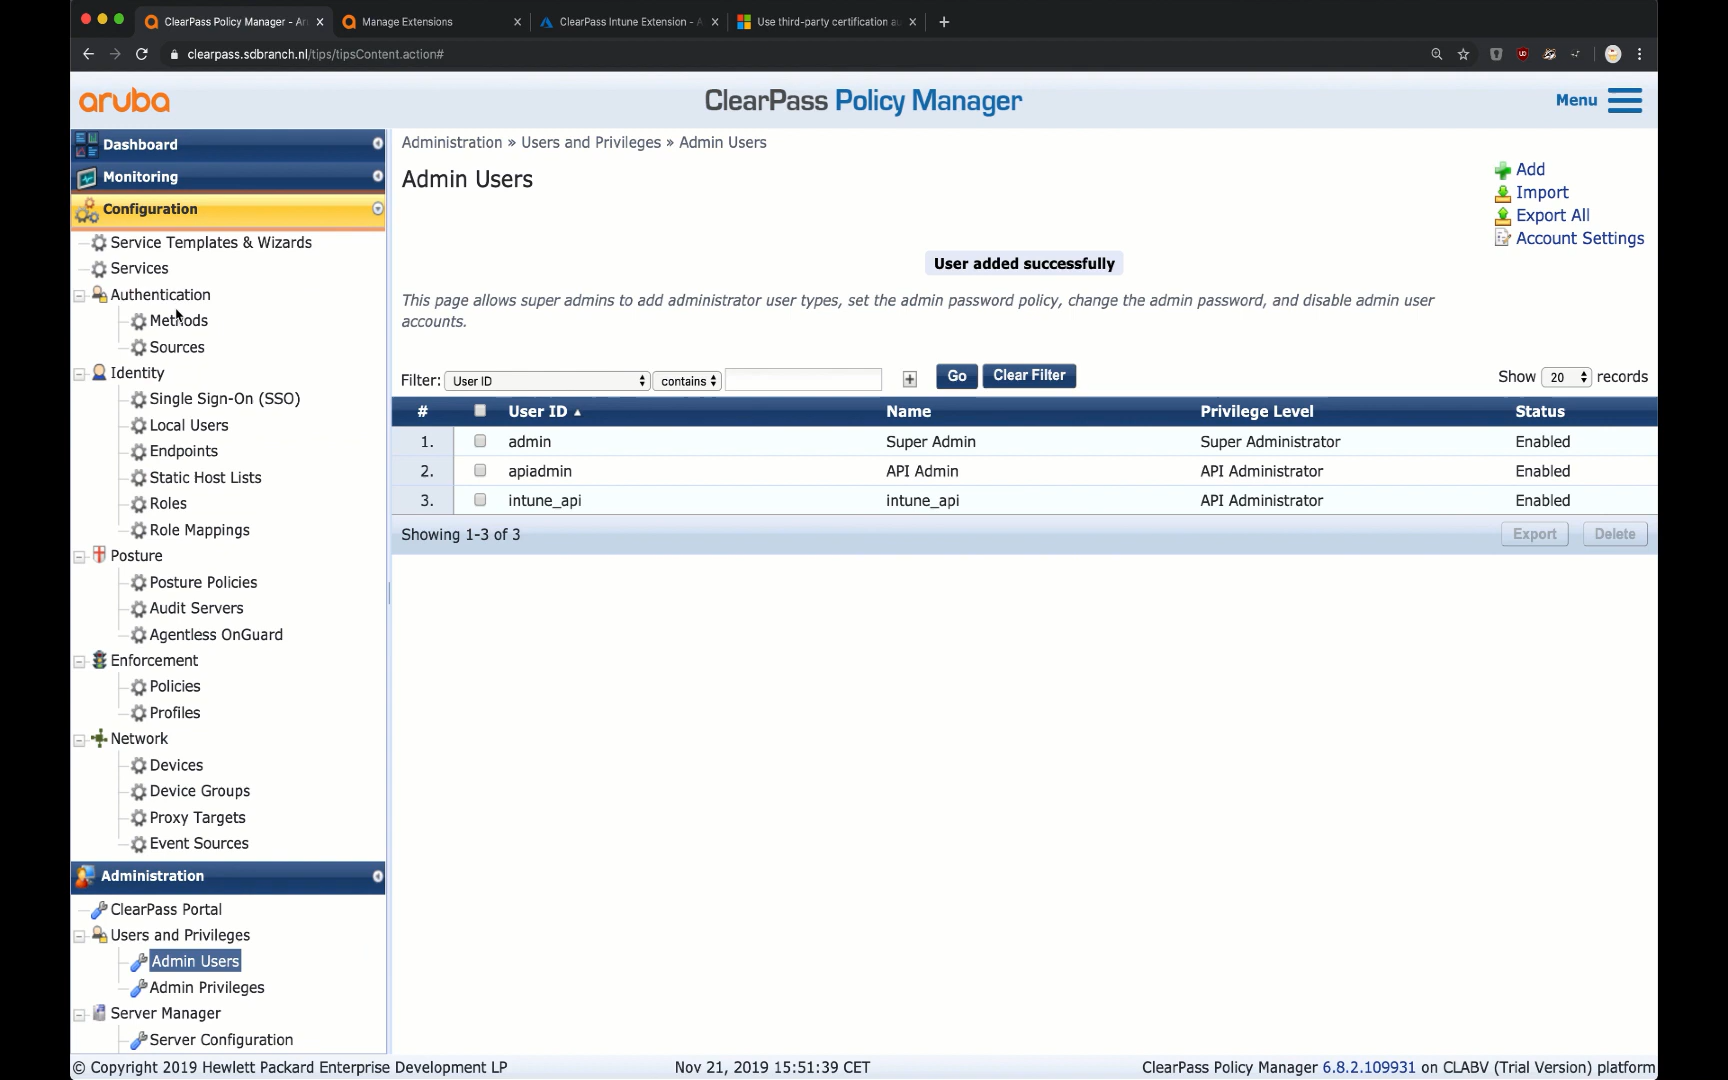 ClearPass Policy Manager - Aru
Manage Extensions
ClearPass Intune Extension - A
Use third-party certification au
clearpass.sdbranch.nl/tips/tipsContent.action#
aruba
ClearPass Policy Manager
Menu
Dashboard
Monitoring
Configuration
Service Templates & Wizards
Services
Authentication
Methods
Sources
Identity
Single Sign-On (SSO)
Local Users
Endpoints
Static Host Lists
Roles
Role Mappings
Posture
Posture Policies
Audit Servers
Agentless OnGuard
Enforcement
Policies
Profiles
Network
Devices
Device Groups
Proxy Targets
Event Sources
Administration
ClearPass Portal
Users and Privileges
Admin Users
Admin Privileges
Server Manager
Server Configuration
Administration » Users and Privileges » Admin Users
Admin Users
Add
Import
Export All
Account Settings
User added successfully
This page allows super admins to add administrator user types, set the admin password policy, change the admin password, and disable admin user
accounts.
Filter: User ID contains + Go Clear Filter Show 20 records
# User ID Name Privilege Level Status
1. admin Super Admin Super Administrator Enabled
2. apiadmin API Admin API Administrator Enabled
3. intune_api intune_api API Administrator Enabled
Showing 1-3 of 3 Export Delete
© Copyright 2019 Hewlett Packard Enterprise Development LP Nov 21, 2019 15:51:39 CET ClearPass Policy Manager 6.8.2.109931 on CLABV (Trial Version) platform